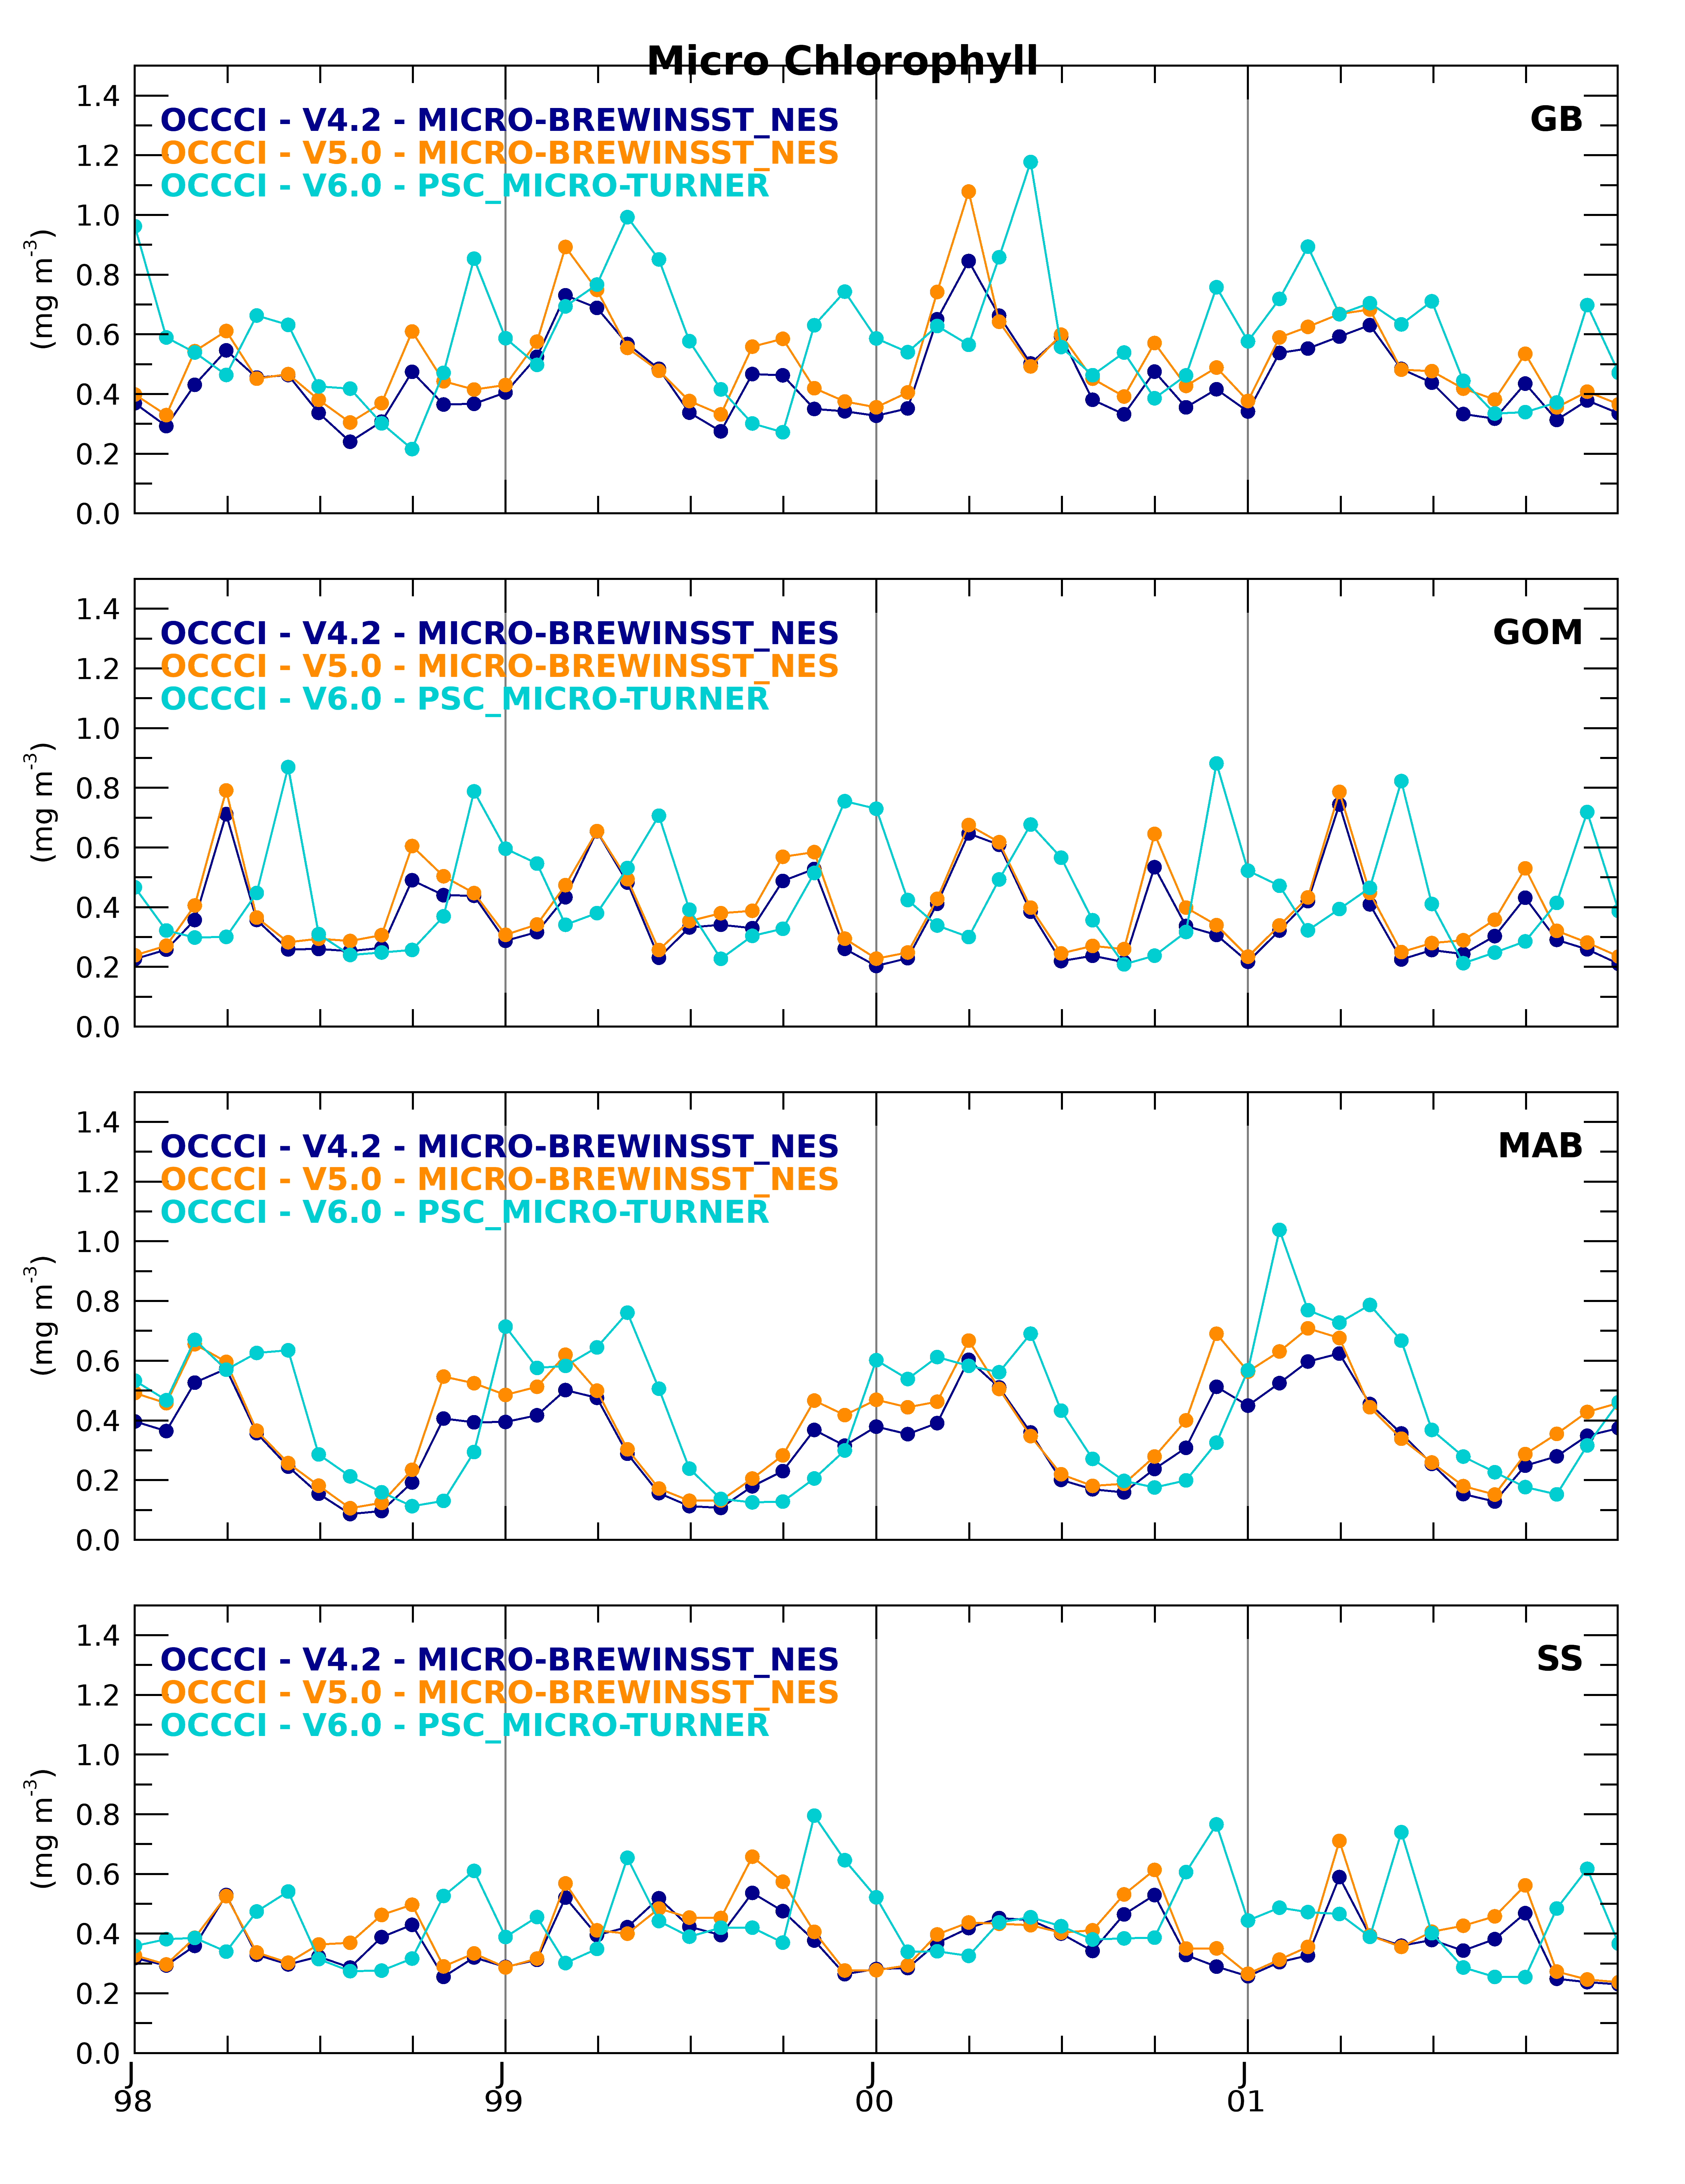 Micro Chlorophyll
1.4
1.2
1.0
0.8
0.6
0.4
0.2
0.0
(mg m-3)
OCCCI - V4.2 - MICRO-BREWINSST_NES
OCCCI - V5.0 - MICRO-BREWINSST_NES
OCCCI - V6.0 - PSC_MICRO-TURNER
GB
1.4
1.2
1.0
0.8
0.6
0.4
0.2
0.0
(mg m-3)
OCCCI - V4.2 - MICRO-BREWINSST_NES
OCCCI - V5.0 - MICRO-BREWINSST_NES
OCCCI - V6.0 - PSC_MICRO-TURNER
GOM
1.4
1.2
1.0
0.8
0.6
0.4
0.2
0.0
(mg m-3)
OCCCI - V4.2 - MICRO-BREWINSST_NES
OCCCI - V5.0 - MICRO-BREWINSST_NES
OCCCI - V6.0 - PSC_MICRO-TURNER
MAB
1.4
1.2
1.0
0.8
0.6
0.4
0.2
0.0
(mg m-3)
OCCCI - V4.2 - MICRO-BREWINSST_NES
OCCCI - V5.0 - MICRO-BREWINSST_NES
OCCCI - V6.0 - PSC_MICRO-TURNER
SS
J J J J
98 99 00 01